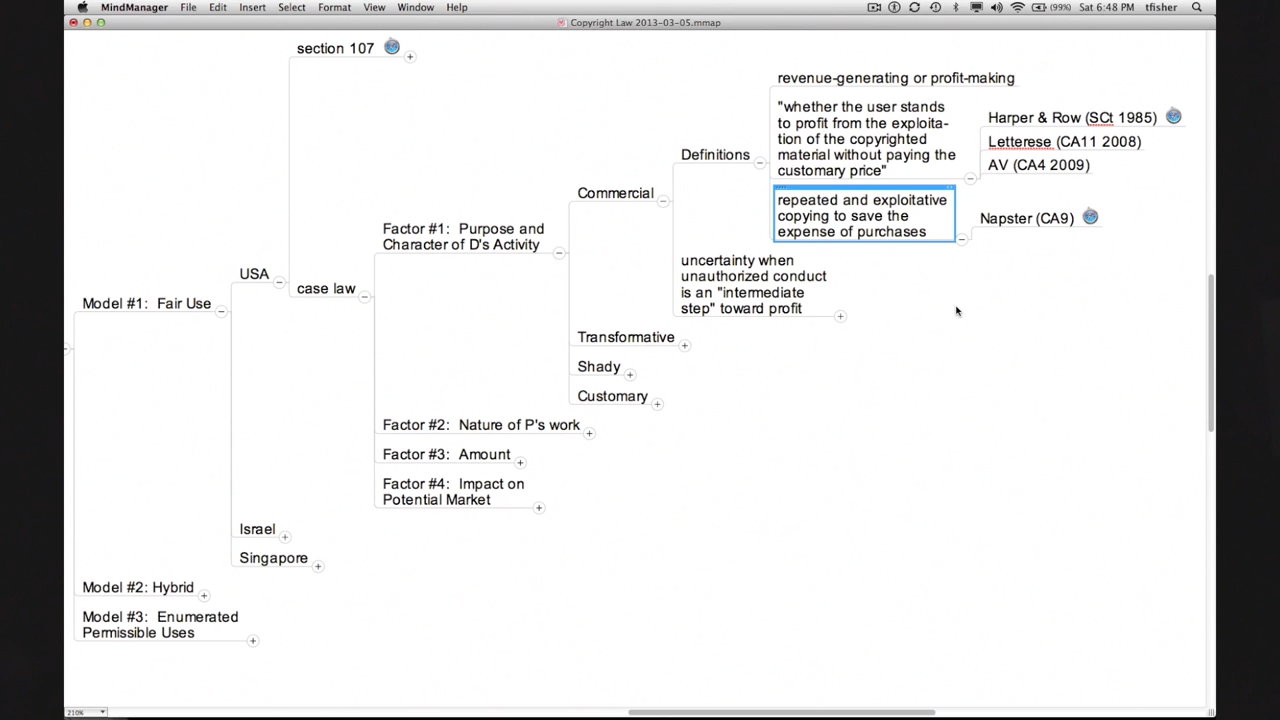 MindManager File Edit Insert Select Format View Window Help (99%) Sat 6:48 PM tfisher
Copyright Law 2013-03-05.mmap
section 107
revenue-generating or profit-making
"whether the user stands
to profit from the exploita-
tion of the copyrighted
material without paying the
customary price"
Harper & Row (SCt 1985)
Letterese (CA11 2008)
AV (CA4 2009)
Definitions
Commercial
repeated and exploitative
copying to save the
expense of purchases
Napster (CA9)
Factor #1: Purpose and
Character of D's Activity
uncertainty when
unauthorized conduct
is an "intermediate
step" toward profit
USA
case law
Model #1: Fair Use
Transformative
Shady
Customary
Factor #2: Nature of P's work
Factor #3: Amount
Factor #4: Impact on
Potential Market
Israel
Singapore
Model #2: Hybrid
Model #3: Enumerated
Permissible Uses
210%